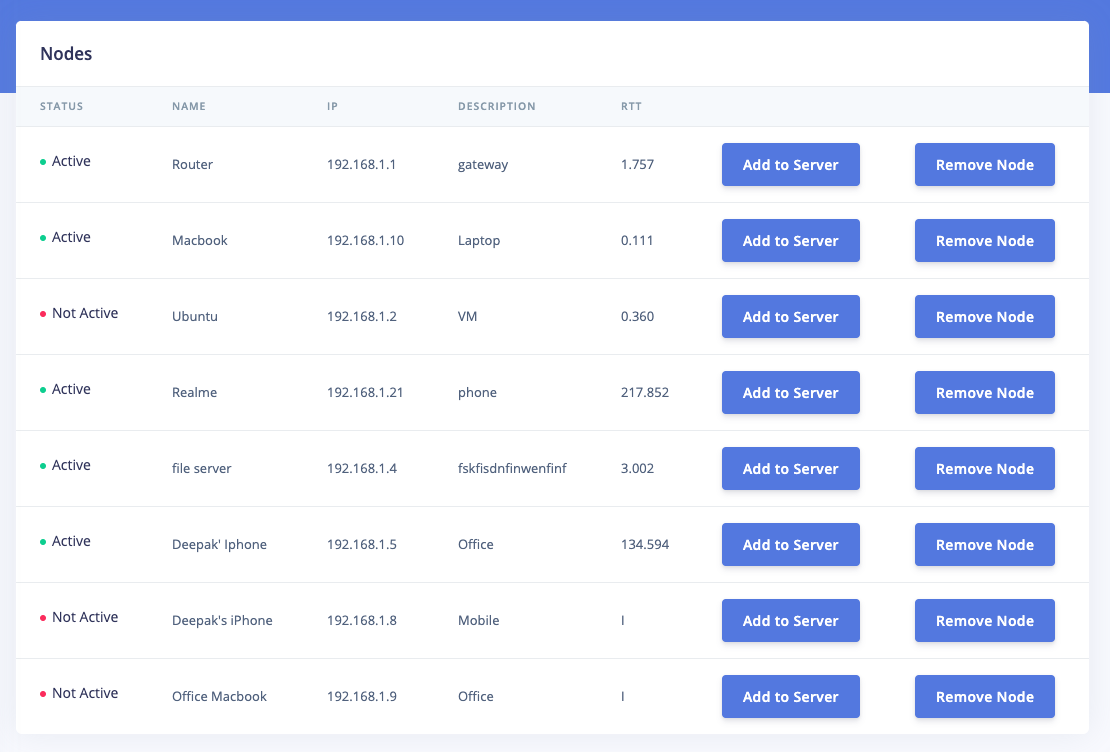 Nodes
STATUS NAME IP DESCRIPTION RTT
Active Router 192.168.1.1 gateway 1.757 Add to Server Remove Node
Active Macbook 192.168.1.10 Laptop 0.111 Add to Server Remove Node
Not Active Ubuntu 192.168.1.2 VM 0.360 Add to Server Remove Node
Active Realme 192.168.1.21 phone 217.852 Add to Server Remove Node
Active file server 192.168.1.4 fskfisdnfinwenfinf 3.002 Add to Server Remove Node
Active Deepak' Iphone 192.168.1.5 Office 134.594 Add to Server Remove Node
Not Active Deepak's iPhone 192.168.1.8 Mobile I Add to Server Remove Node
Not Active Office Macbook 192.168.1.9 Office I Add to Server Remove Node